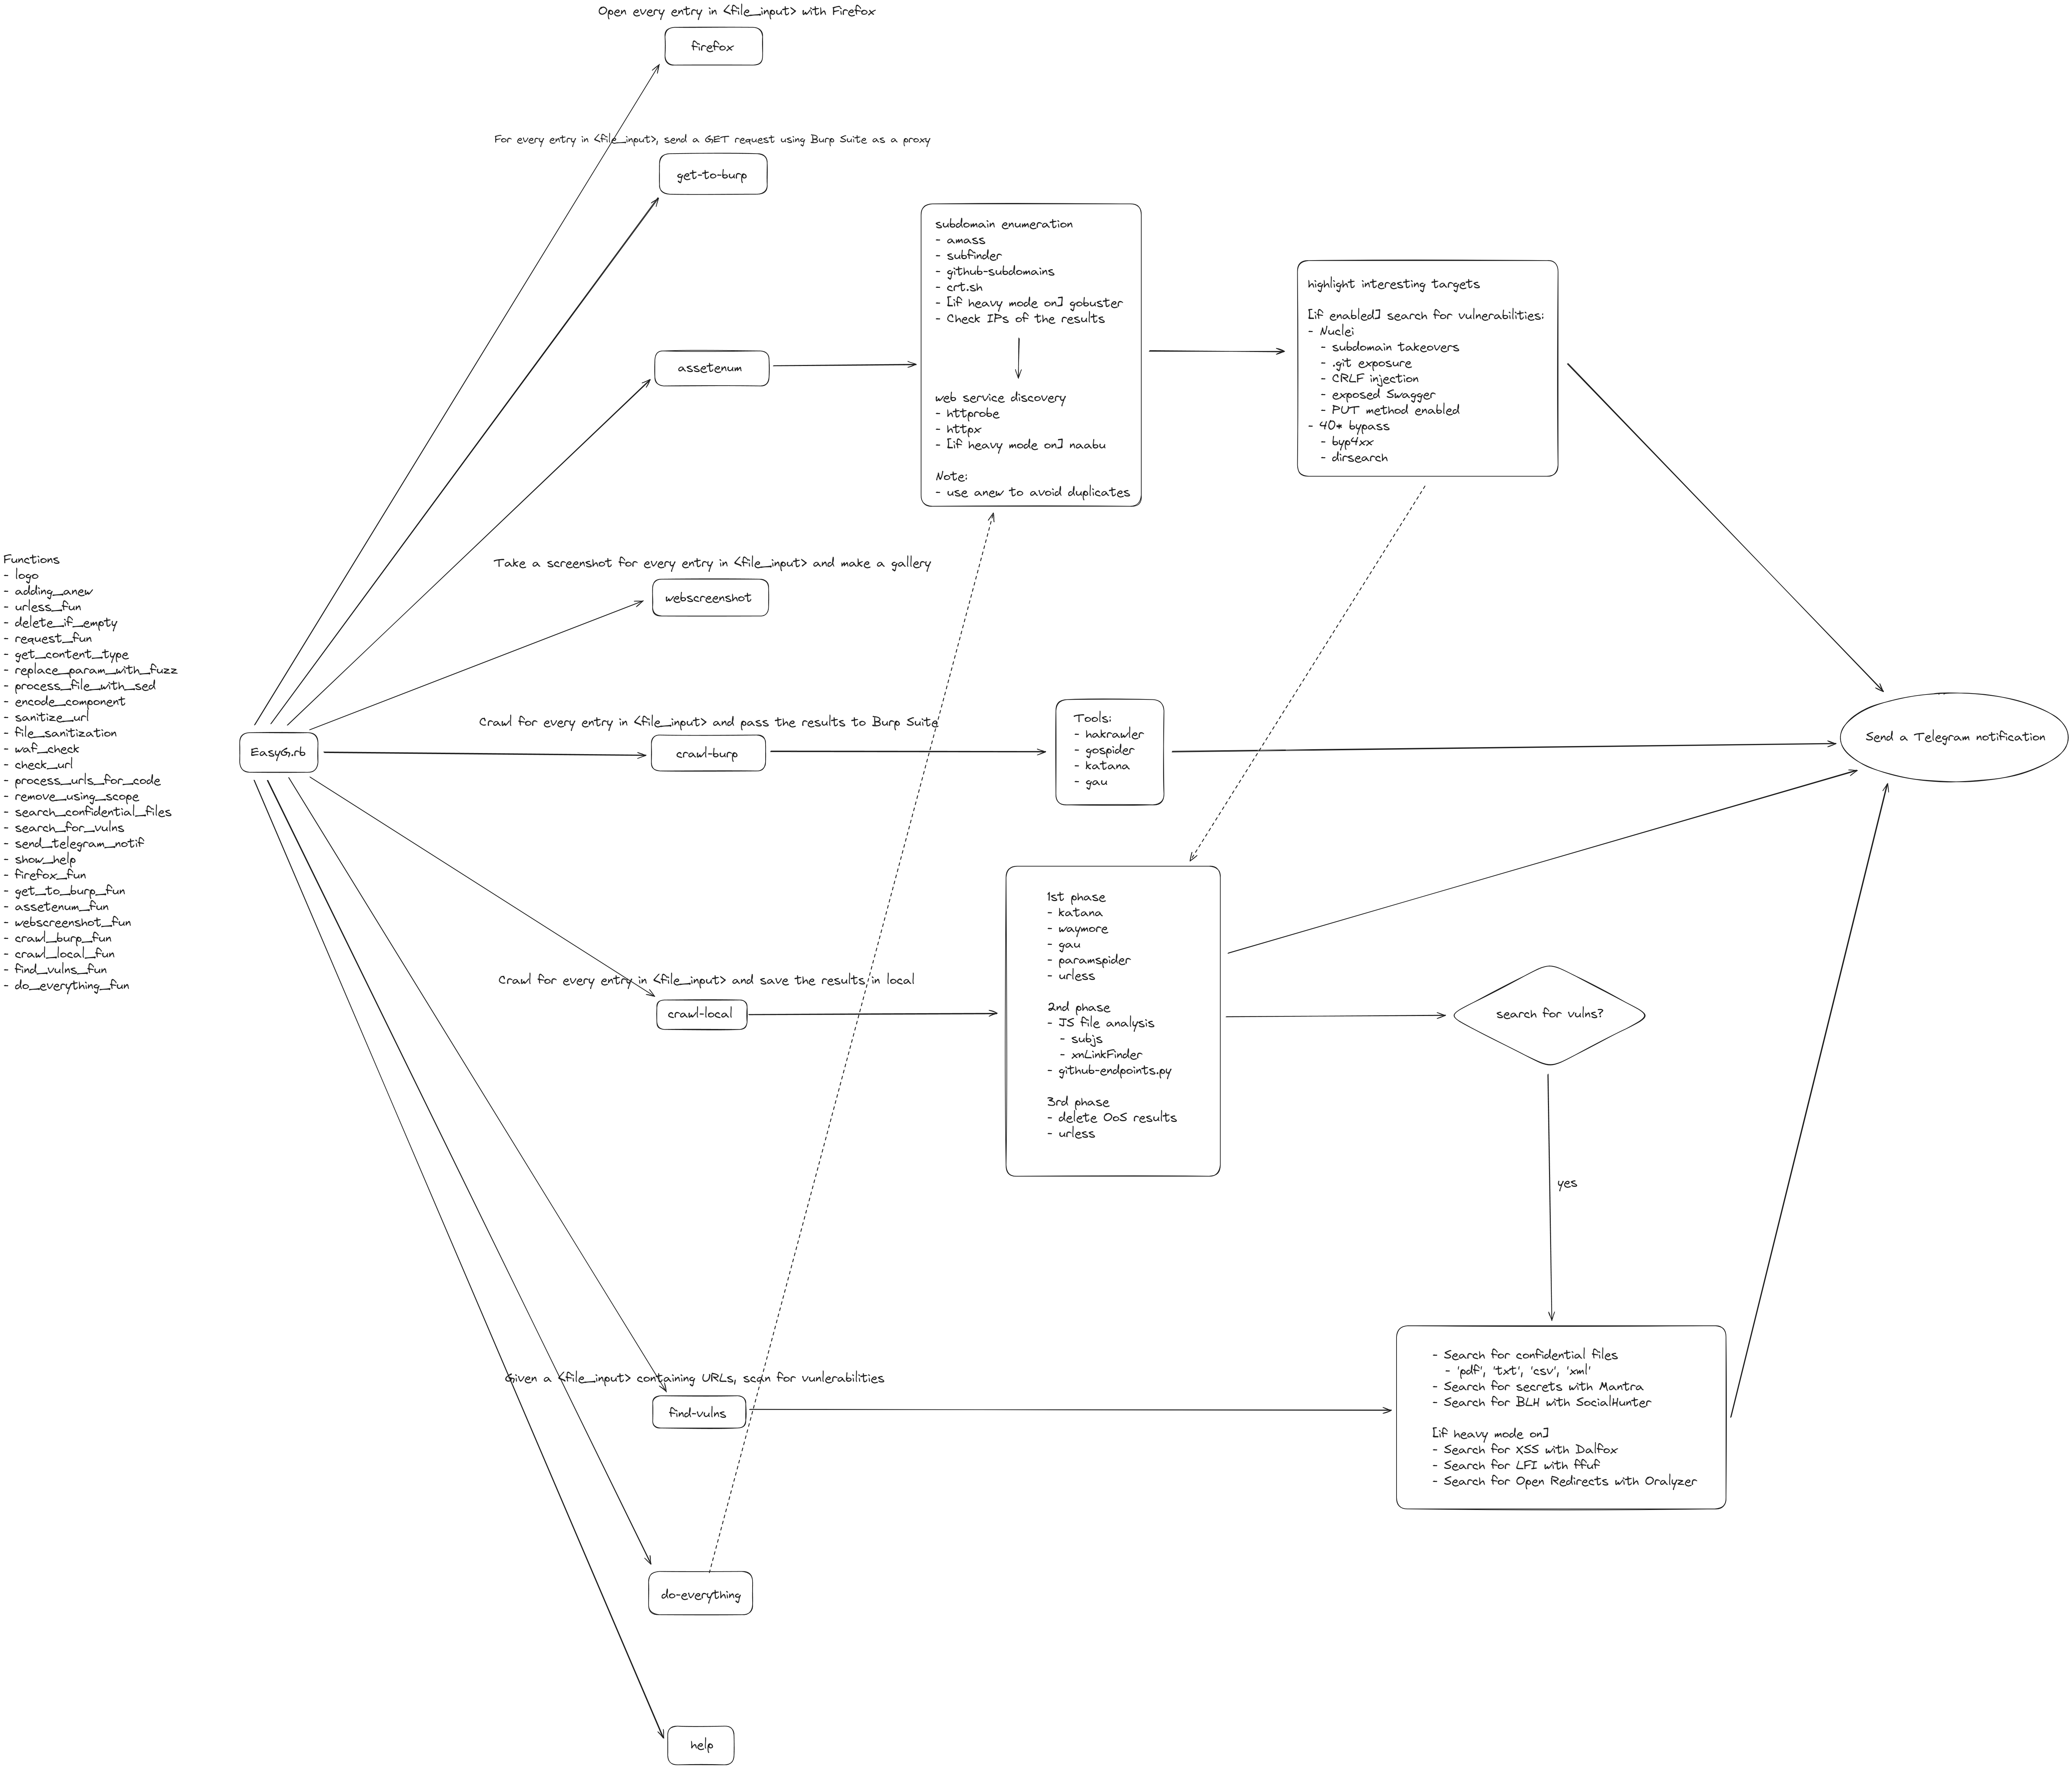 Open every entry in <file_input> with Firefox
firefox
For every entry in <file_input>, send a GET request using Burp Suite as a proxy
get-to-burp
subdomain enumeration
- amass
- subfinder
- github-subdomains
- crt.sh
- [if heavy mode on] gobuster
- Check IPs of the results
web service discovery
- httprobe
- httpx
- [if heavy mode on] naabu
Note:
- use anew to avoid duplicates
highlight interesting targets
[if enabled] search for vulnerabilities:
- Nuclei
- subdomain takeovers
- .git exposure
- CRLF injection
- exposed Swagger
- PUT method enabled
- 40* bypass
- byp4xx
- dirsearch
assetenum
Take a screenshot for every entry in <file_input> and make a gallery
webscreenshot
Functions
- logo
- adding_anew
- urless_fun
- delete_if_empty
- request_fun
- get_content_type
- replace_param_with_fuzz
- process_file_with_sed
- encode_component
- sanitize_url
- file_sanitization
- waf_check
- check_url
- process_urls_for_code
- remove_using_scope
- search_confidential_files
- search_for_vulns
- send_telegram_notif
- show_help
- firefox_fun
- get_to_burp_fun
- assetenum_fun
- webscreenshot_fun
- crawl_burp_fun
- crawl_local_fun
- find_vulns_fun
- do_everything_fun
EasyG.rb
Crawl for every entry in <file_input> and pass the results to Burp Suite
crawl-burp
Tools:
- hakrawler
- gospider
- katana
- gau
Send a Telegram notification
Crawl for every entry in <file_input> and save the results in local
crawl-local
1st phase
- katana
- waymore
- gau
- paramspider
- urless
2nd phase
- JS file analysis
- subjs
- xnLinkFinder
- github-endpoints.py
3rd phase
- delete OoS results
- urless
search for vulns?
yes
Given a <file_input> containing URLs, scan for vunlerabilities
find-vulns
- Search for confidential files
- 'pdf', 'txt', 'csv', 'xml'
- Search for secrets with Mantra
- Search for BLH with SocialHunter
[if heavy mode on]
- Search for XSS with Dalfox
- Search for LFI with ffuf
- Search for Open Redirects with Oralyzer
do-everything
help